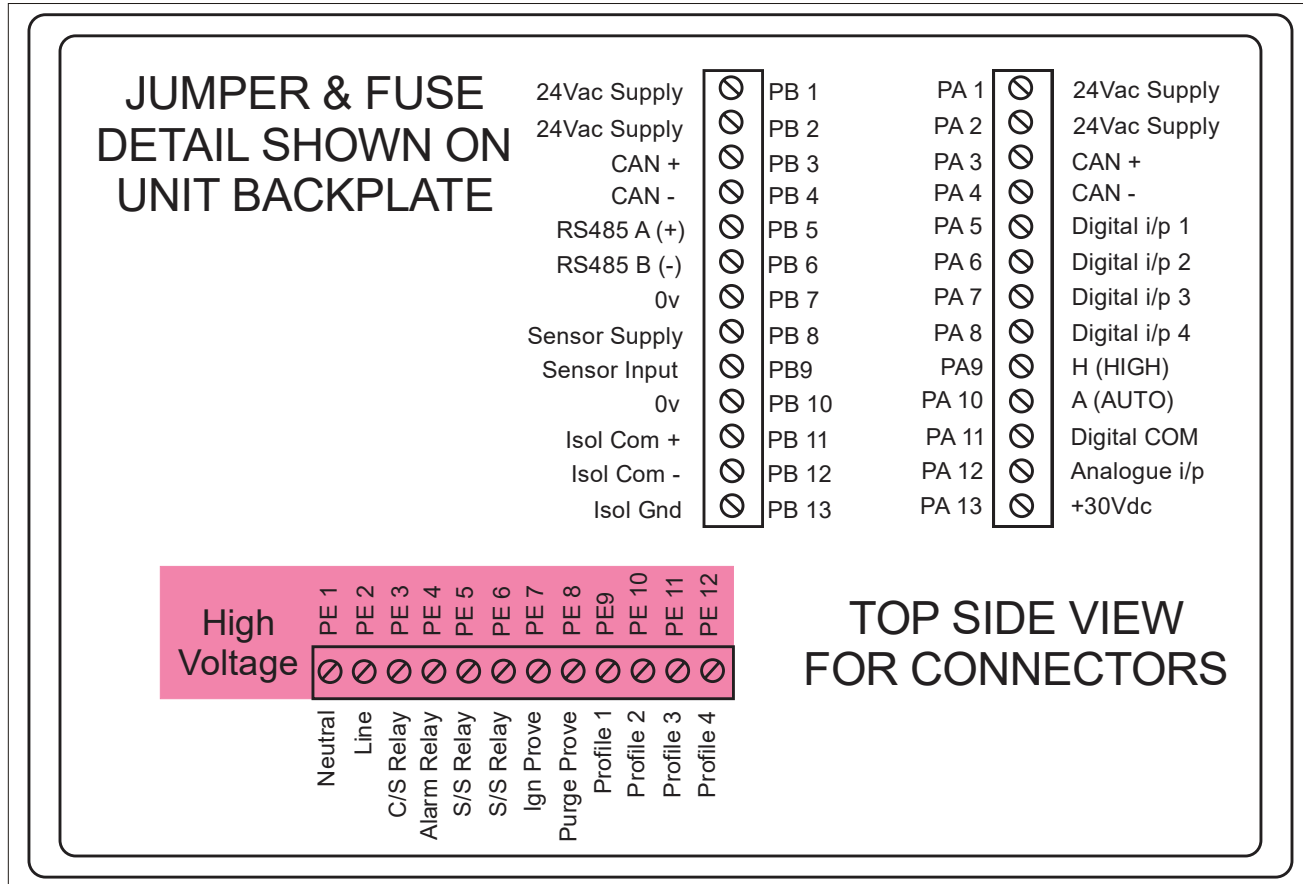 JUMPER & FUSE
DETAIL SHOWN ON
UNIT BACKPLATE
24Vac Supply PB 1
24Vac Supply PB 2
CAN + PB 3
CAN - PB 4
RS485 A (+) PB 5
RS485 B (-) PB 6
0v PB 7
Sensor Supply PB 8
Sensor Input PB9
0v PB 10
Isol Com + PB 11
Isol Com - PB 12
Isol Gnd PB 13
PA 1 24Vac Supply
PA 2 24Vac Supply
PA 3 CAN +
PA 4 CAN -
PA 5 Digital i/p 1
PA 6 Digital i/p 2
PA 7 Digital i/p 3
PA 8 Digital i/p 4
PA9 H (HIGH)
PA 10 A (AUTO)
PA 11 Digital COM
PA 12 Analogue i/p
PA 13 +30Vdc
High
Voltage
PE 1
PE 2
PE 3
PE 4
PE 5
PE 6
PE 7
PE 8
PE9
PE 10
PE 11
PE 12
Neutral
Line
C/S Relay
Alarm Relay
S/S Relay
S/S Relay
Ign Prove
Purge Prove
Profile 1
Profile 2
Profile 3
Profile 4
TOP SIDE VIEW
FOR CONNECTORS